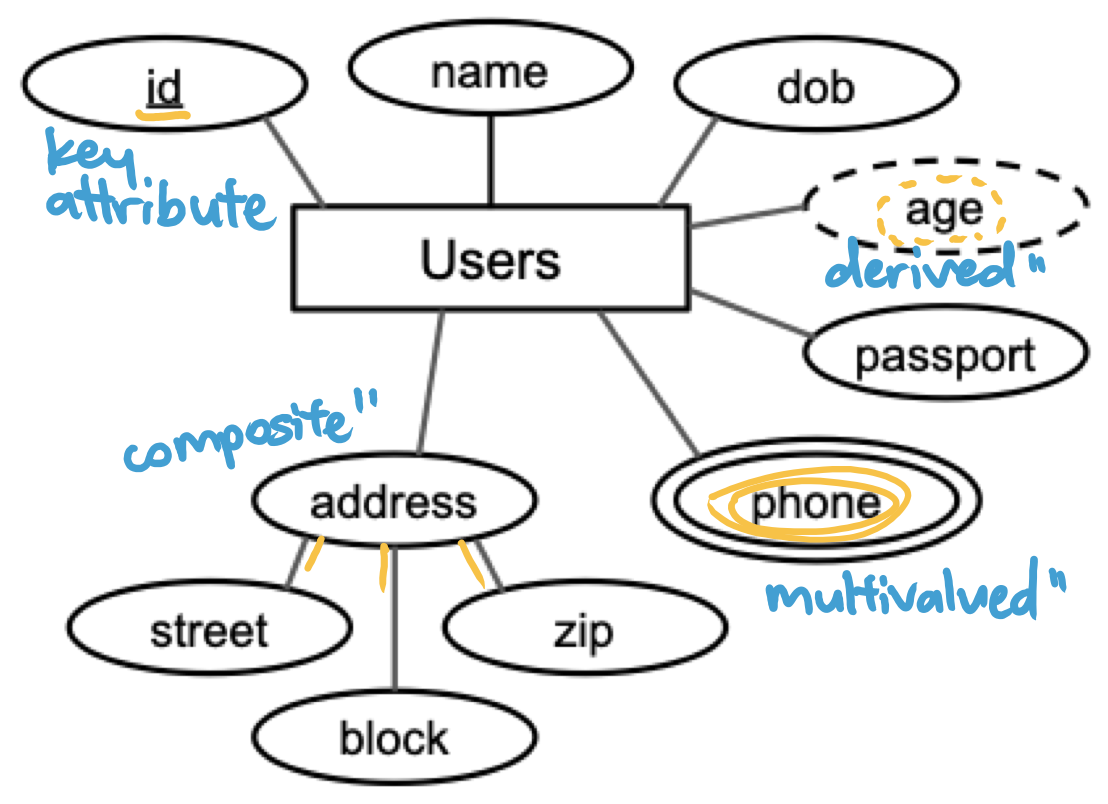 id
name
dob
key
attribute
age
Users
derived"
passport
composite"
address
phone
multivalued"
street
zip
block